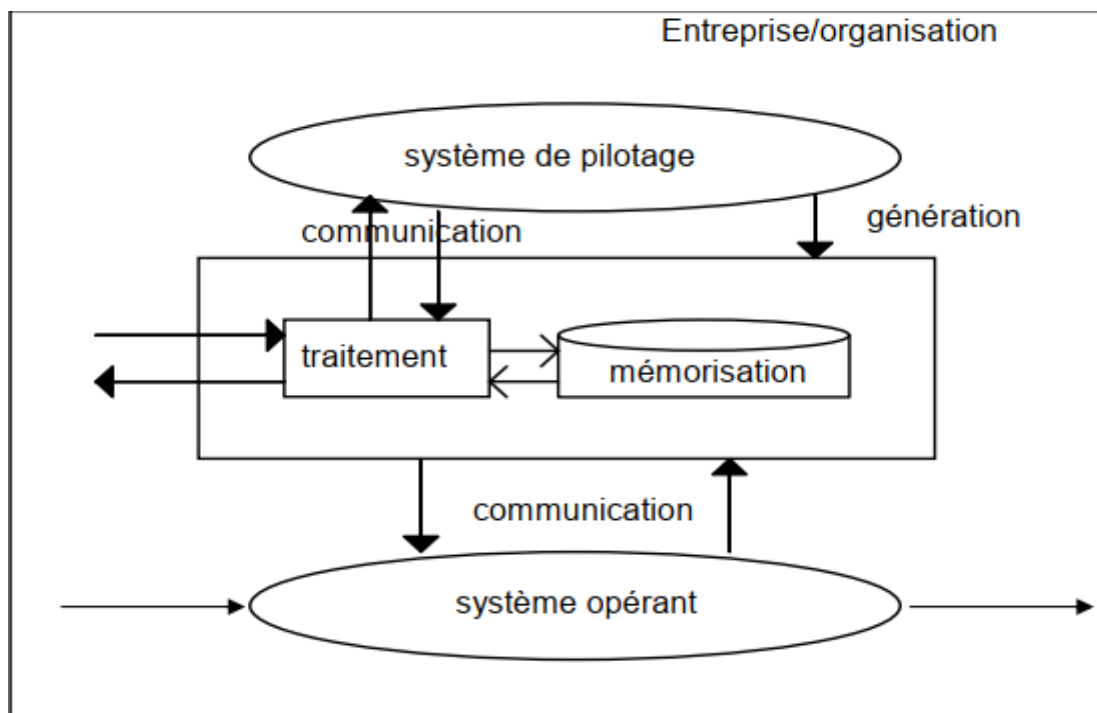 Entreprise/organisation
système de pilotage
communication
génération
traitement
mémorisation
communication
système opérant